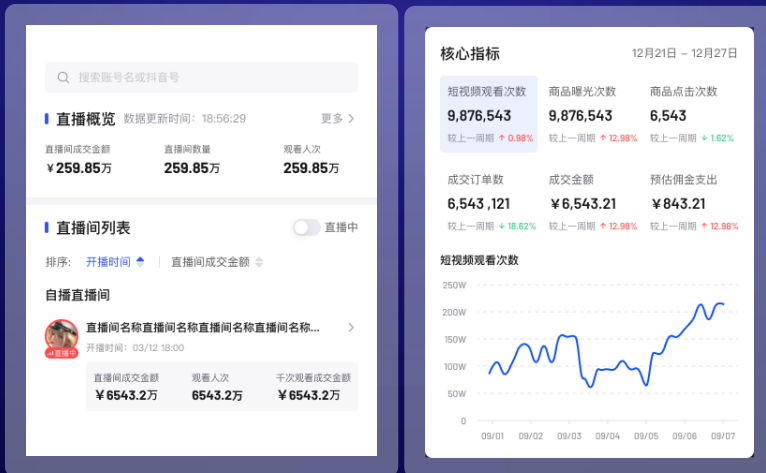 搜索账号名或抖音号
直播概览 数据更新时间：18:56:29 更多
直播间成交金额 直播间数量 观看人次
￥259.85万 259.85万 259.85万
直播间列表 直播中
排序: 开播时间 直播间成交金额
自播直播间
直播间名称直播间名称直播间名称直播间名称...
开播时间：03/12 18:00
直播中
直播间成交金额 观看人次 千次观看成交金额
￥6543.2万 6543.2万 ￥6543.2万
核心指标 12月21日 – 12月27日
短视频观看次数 商品曝光次数 商品点击次数
9,876,543 9,876,543 6,543
较上一周期 ↑ 0.98% 较上一周期 ↑ 12.98% 较上一周期 ↓ 1.62%
成交订单数 成交金额 预估佣金支出
6,543 ,121 ￥6,543.21 ￥843.21
较上一周期 ↓ 18.62% 较上一周期 ↑ 12.98% 较上一周期 ↑ 12.98%
短视频观看次数
250W
200W
150W
100W
50W
0
09/01 09/02 09/03 09/04 09/05 09/06 09/07